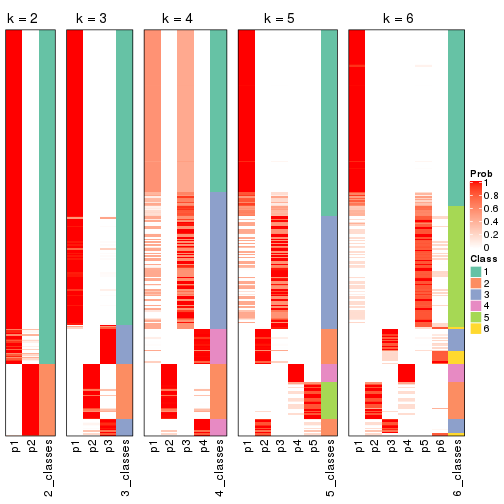 k = 2
k = 3
k = 4
k = 5
k = 6
Prob
1
0.8
0.6
0.4
0.2
0
Class
1
2
3
4
5
6
p1
p2
2_classes
p1
p2
p3
3_classes
p1
p2
p3
p4
4_classes
p1
p2
p3
p4
p5
5_classes
p1
p2
p3
p4
p5
p6
6_classes